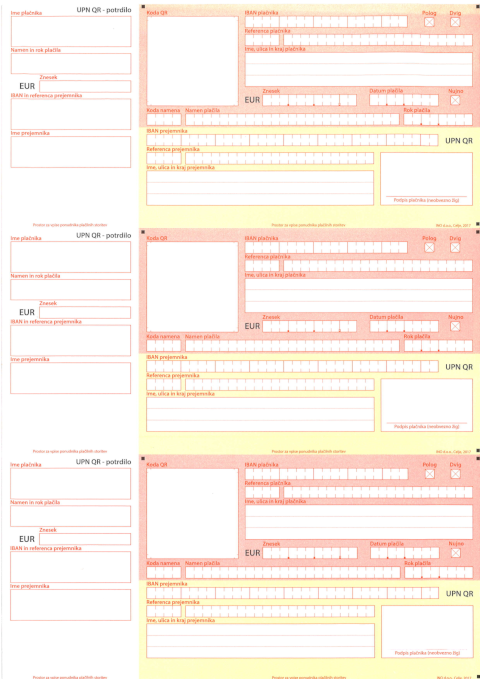 UPN QR - potrdilo
Ime plačnika
Namen in rok plačila
Znesek
EUR
IBAN in referenca prejemnika
Ime prejemnika
Koda QR
IBAN plačnika
Polog
Dvig
Referenca plačnika
Ime, ulica in kraj plačnika
Znesek
Datum plačila
Nujno
EUR
Koda namena
Namen plačila
Rok plačila
IBAN prejemnika
UPN QR
Referenca prejemnika
Ime, ulica in kraj prejemnika
Podpis plačnika (neobvezno žig)
Prostor za vpise ponudnika plačilnih storitev
Prostor za vpise ponudnika plačilnih storitev
UPN QR - potrdilo
Ime plačnika
Namen in rok plačila
Znesek
EUR
IBAN in referenca prejemnika
Ime prejemnika
Koda QR
IBAN plačnika
Polog
Dvig
Referenca plačnika
Ime, ulica in kraj plačnika
Znesek
Datum plačila
Nujno
EUR
Koda namena
Namen plačila
Rok plačila
IBAN prejemnika
UPN QR
Referenca prejemnika
Ime, ulica in kraj prejemnika
Podpis plačnika (neobvezno žig)
Prostor za vpise ponudnika plačilnih storitev
Prostor za vpise ponudnika plačilnih storitev
UPN QR - potrdilo
Ime plačnika
Namen in rok plačila
Znesek
EUR
IBAN in referenca prejemnika
Ime prejemnika
Koda QR
IBAN plačnika
Polog
Dvig
Referenca plačnika
Ime, ulica in kraj plačnika
Znesek
Datum plačila
Nujno
EUR
Koda namena
Namen plačila
Rok plačila
IBAN prejemnika
UPN QR
Referenca prejemnika
Ime, ulica in kraj prejemnika
Podpis plačnika (neobvezno žig)
Prostor za vpise ponudnika plačilnih storitev
Prostor za vpise ponudnika plačilnih storitev